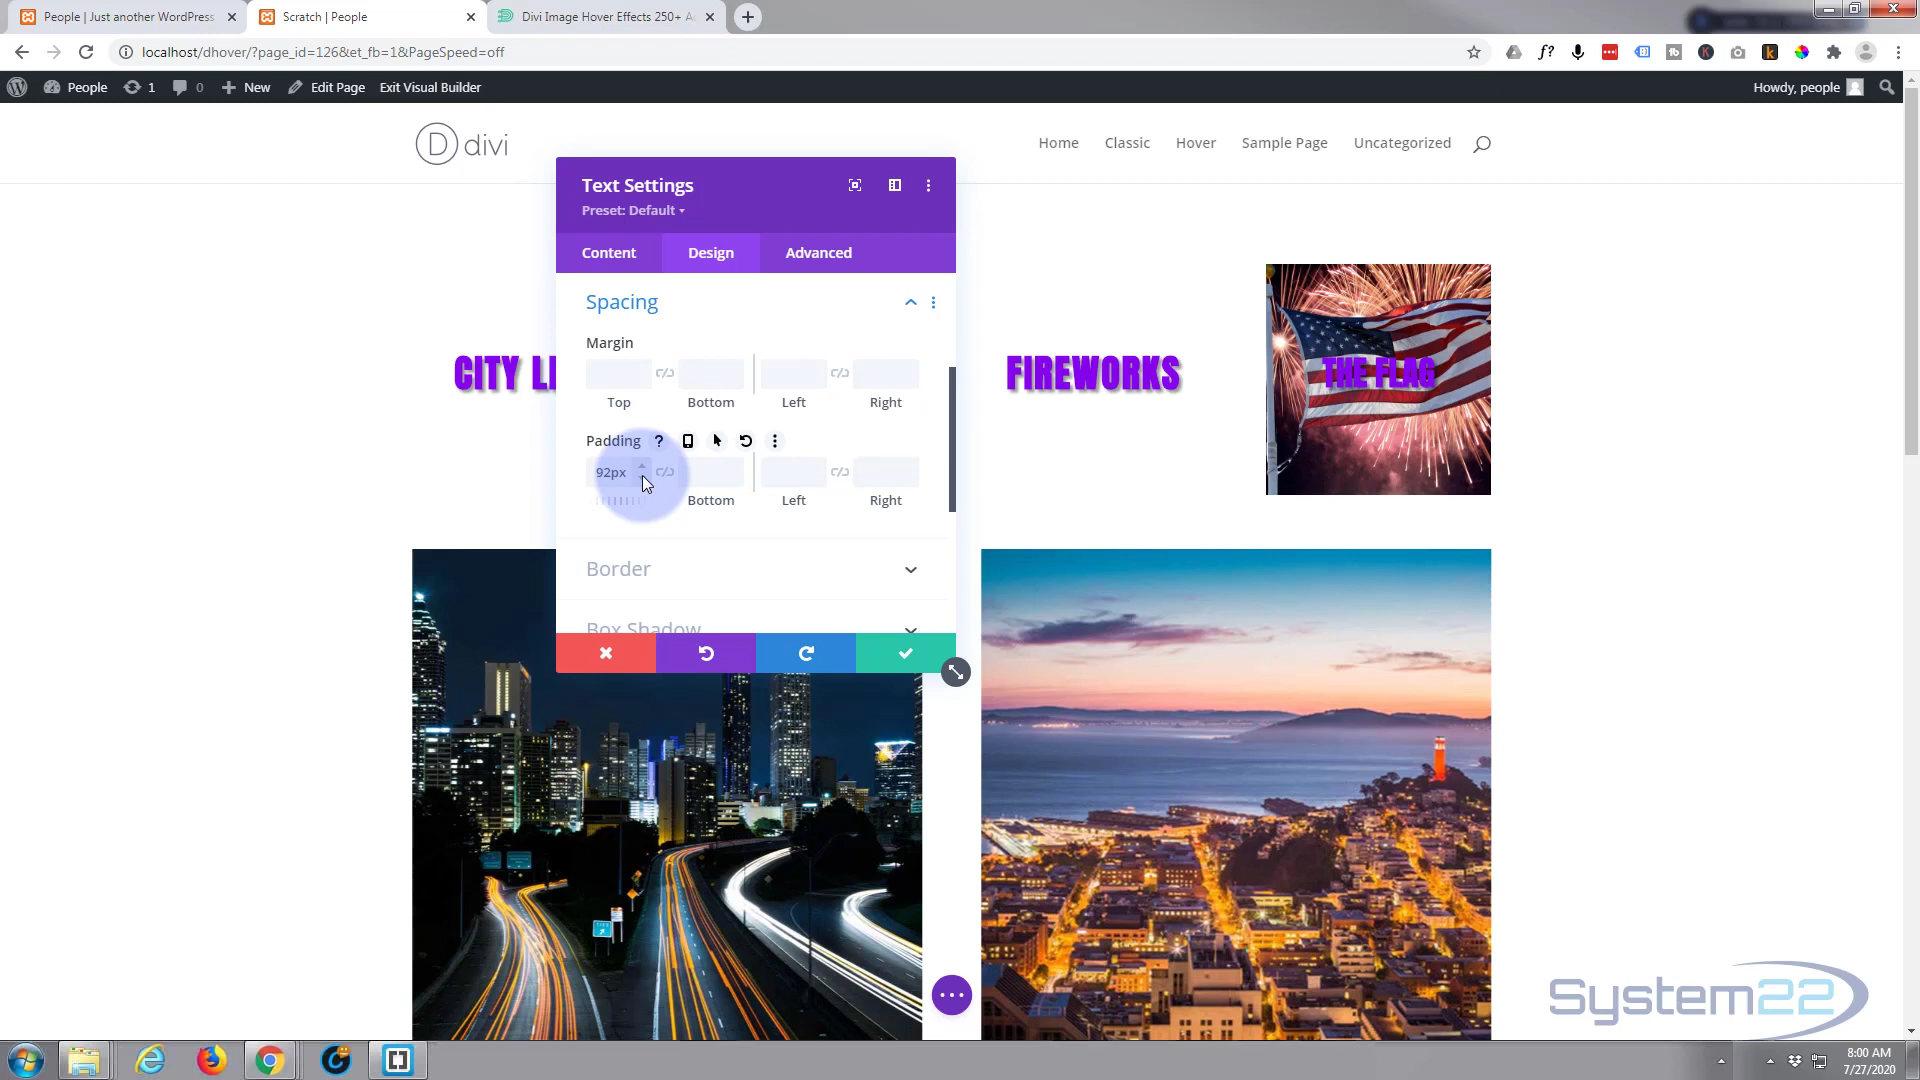 People | Just another WordPress
Scratch | People
Divi Image Hover Effects 250+ A
localhost/dhover/?page_id=126&et_fb=1&PageSpeed=off
People
1
0
New
Edit Page
Exit Visual Builder
Howdy, people
D divi
Home
Classic
Hover
Sample Page
Uncategorized
Text Settings
Preset: Default
Content
Design
Advanced
Spacing
Margin
Top
Bottom
Left
Right
Padding
92px
Bottom
Left
Right
Border
Box Shadow
CITY LI
FIREWORKS
THE FLAG
System22
8:00 AM
7/27/2020